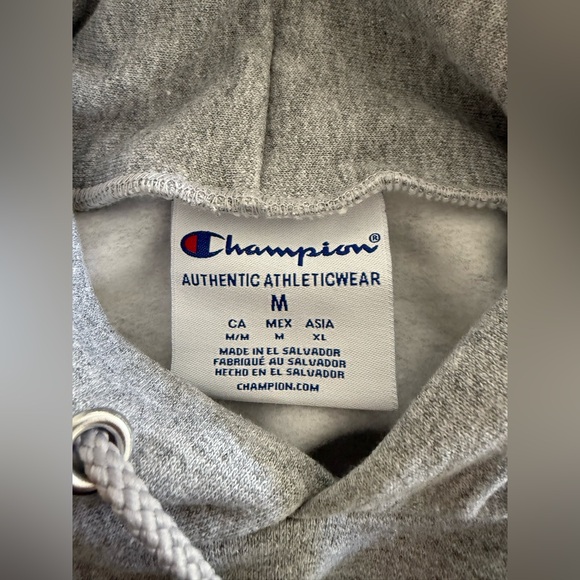 Champion®
AUTHENTIC ATHLETICWEAR
M
CA MEX ASIA
M/M M XL
MADE IN EL SALVADOR
FABRIQUÉ AU SALVADOR
HECHO EN EL SALVADOR
CHAMPION.COM